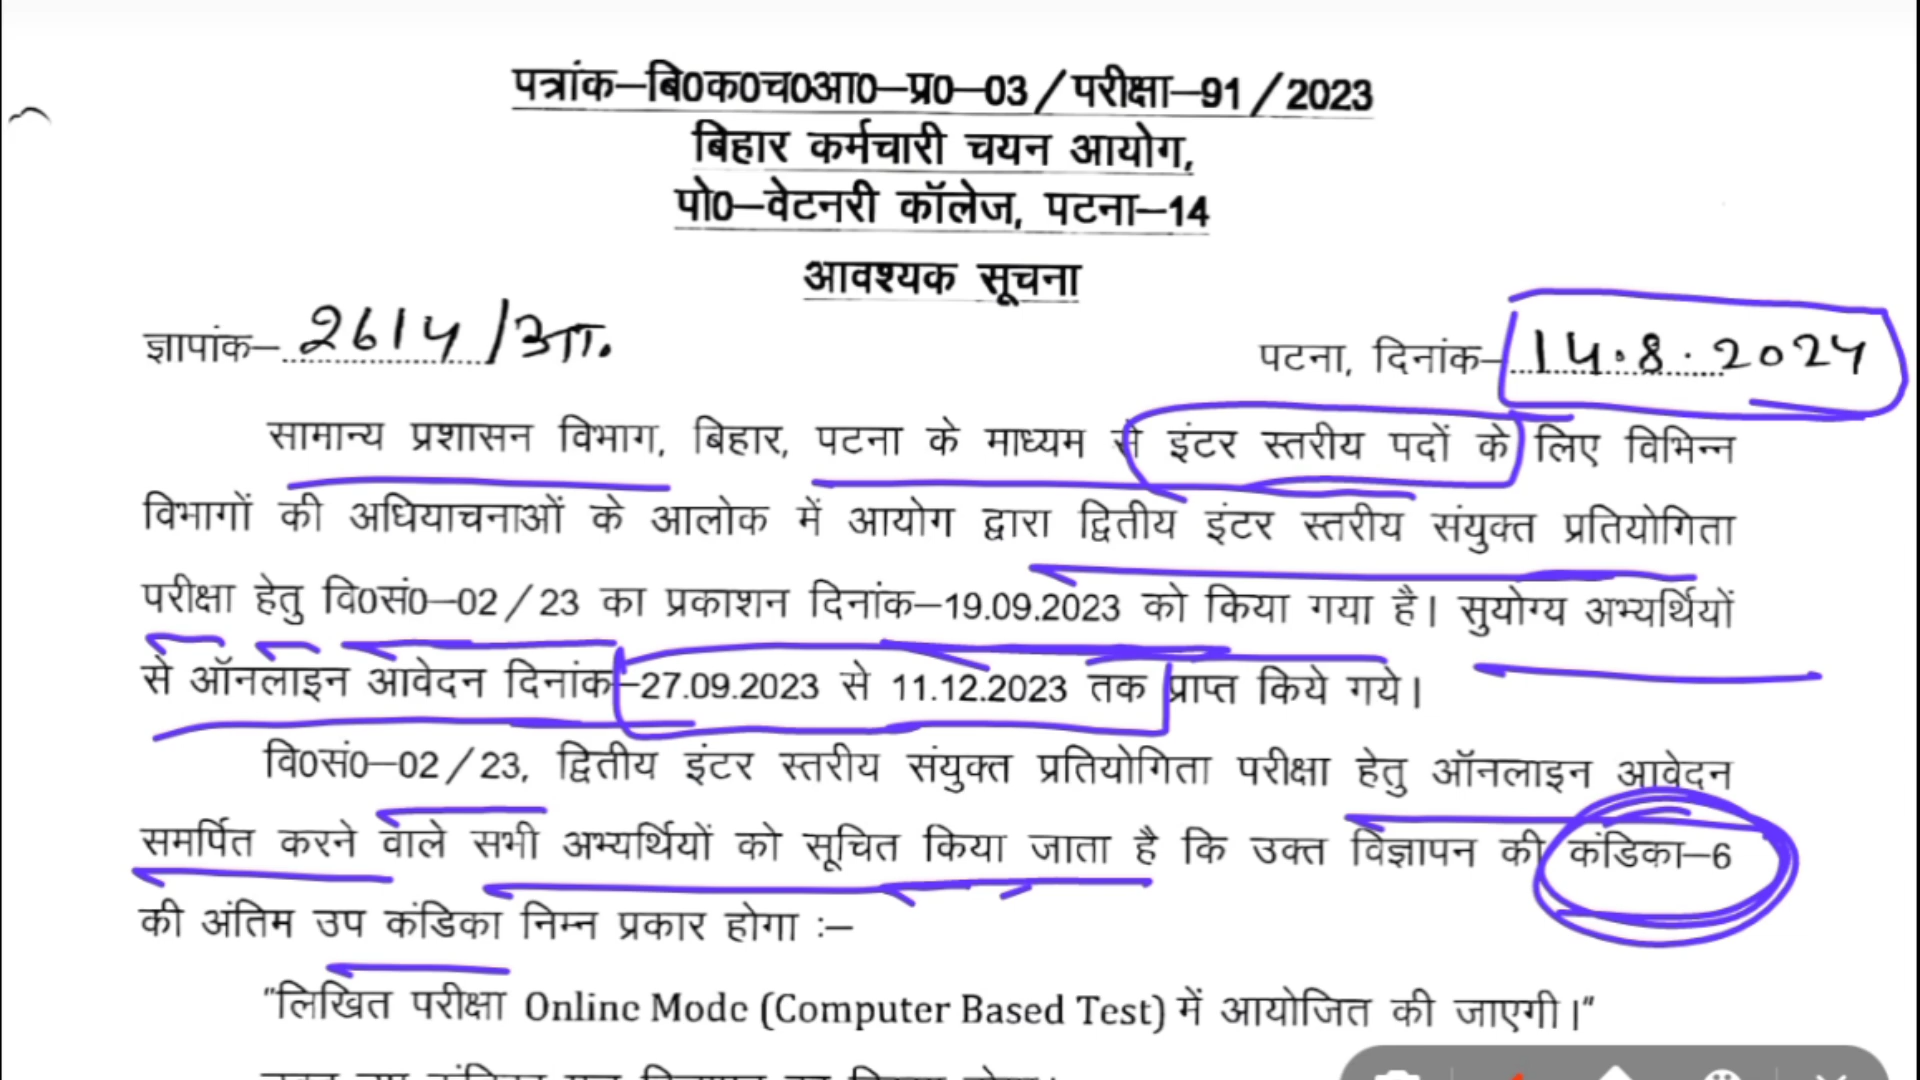 पत्रांक–बि0क0च0आ0–प्र0–03/परीक्षा–91/2023
बिहार कर्मचारी चयन आयोग,
पो0–वेटनरी कॉलेज, पटना–14
आवश्यक सूचना
ज्ञापांक–2614/आ.
पटना, दिनांक–14.8.2024
सामान्य प्रशासन विभाग, बिहार, पटना के माध्यम से इंटर स्तरीय पदों के लिए विभिन्न
विभागों की अधियाचनाओं के आलोक में आयोग द्वारा द्वितीय इंटर स्तरीय संयुक्त प्रतियोगिता
परीक्षा हेतु वि0सं0–02/23 का प्रकाशन दिनांक–19.09.2023 को किया गया है। सुयोग्य अभ्यर्थियों
से ऑनलाइन आवेदन दिनांक–27.09.2023 से 11.12.2023 तक प्राप्त किये गये।
वि0सं0–02/23, द्वितीय इंटर स्तरीय संयुक्त प्रतियोगिता परीक्षा हेतु ऑनलाइन आवेदन
समर्पित करने वाले सभी अभ्यर्थियों को सूचित किया जाता है कि उक्त विज्ञापन की कंडिका–6
की अंतिम उप कंडिका निम्न प्रकार होगा :–
"लिखित परीक्षा Online Mode (Computer Based Test) में आयोजित की जाएगी।"